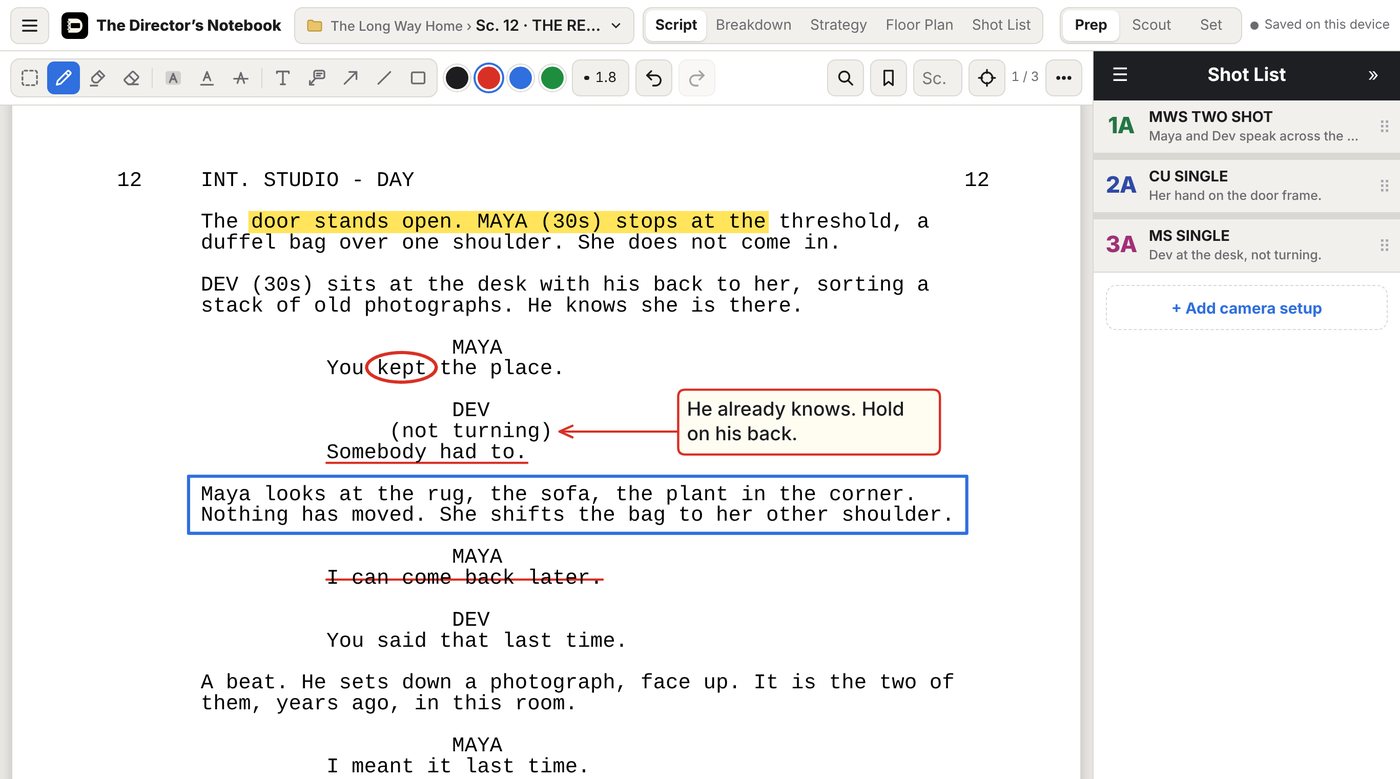 The Director's Notebook
The Long Way Home › Sc. 12 · THE RE...
Script Breakdown Strategy Floor Plan Shot List
Prep Scout Set
Saved on this device
A A A T
1.8
Sc.
1 / 3
Shot List
1A MWS TWO SHOT
Maya and Dev speak across the ...
2A CU SINGLE
Her hand on the door frame.
3A MS SINGLE
Dev at the desk, not turning.
+ Add camera setup
12 INT. STUDIO - DAY 12
The door stands open. MAYA (30s) stops at the threshold, a
duffel bag over one shoulder. She does not come in.
DEV (30s) sits at the desk with his back to her, sorting a
stack of old photographs. He knows she is there.
MAYA
You kept the place.
DEV
(not turning)
Somebody had to.
He already knows. Hold
on his back.
Maya looks at the rug, the sofa, the plant in the corner.
Nothing has moved. She shifts the bag to her other shoulder.
MAYA
I can come back later.
DEV
You said that last time.
A beat. He sets down a photograph, face up. It is the two of
them, years ago, in this room.
MAYA
I meant it last time.